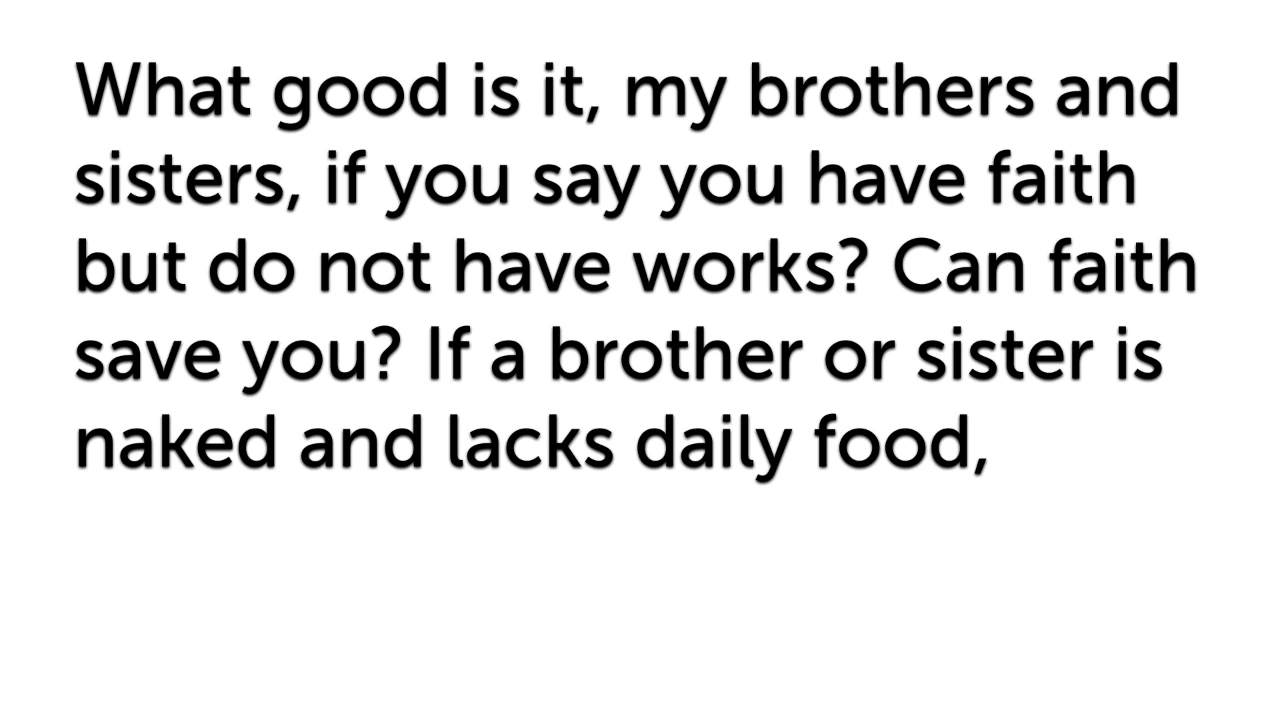 What good is it, my brothers and
sisters, if you say you have faith
but do not have works? Can faith
save you? If a brother or sister is
naked and lacks daily food,